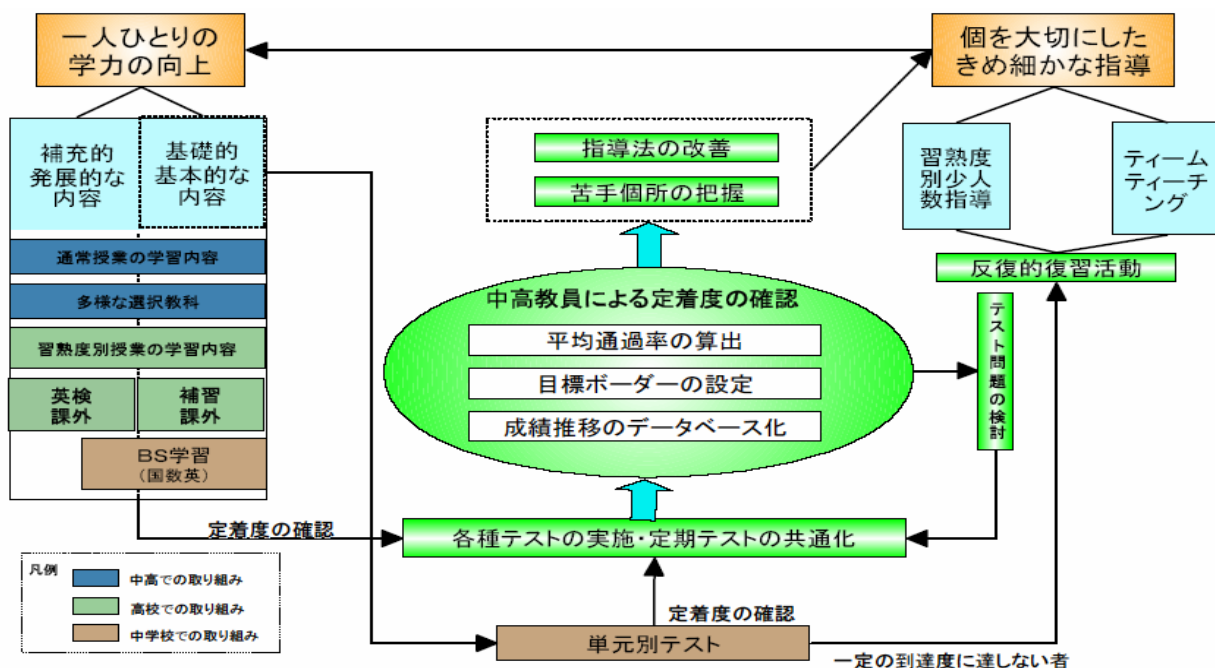 一人ひとりの
学力の向上
個を大切にした
きめ細かな指導
補充的
発展的な
内容
基礎的
基本的な
内容
通常授業の学習内容
多様な選択教科
習熟度別授業の学習内容
英検
課外
補習
課外
BS学習
(国数英)
指導法の改善
苦手個所の把握
中高教員による定着度の確認
平均通過率の算出
目標ボーダーの設定
成績推移のデータベース化
習熟度
別少人
数指導
ティーム
ティーチ
ング
反復的復習活動
テスト問題の検討
定着度の確認
各種テストの実施・定期テストの共通化
定着度の確認
単元別テスト
一定の到達度に達しない者
凡例
中高での取り組み
高校での取り組み
中学校での取り組み